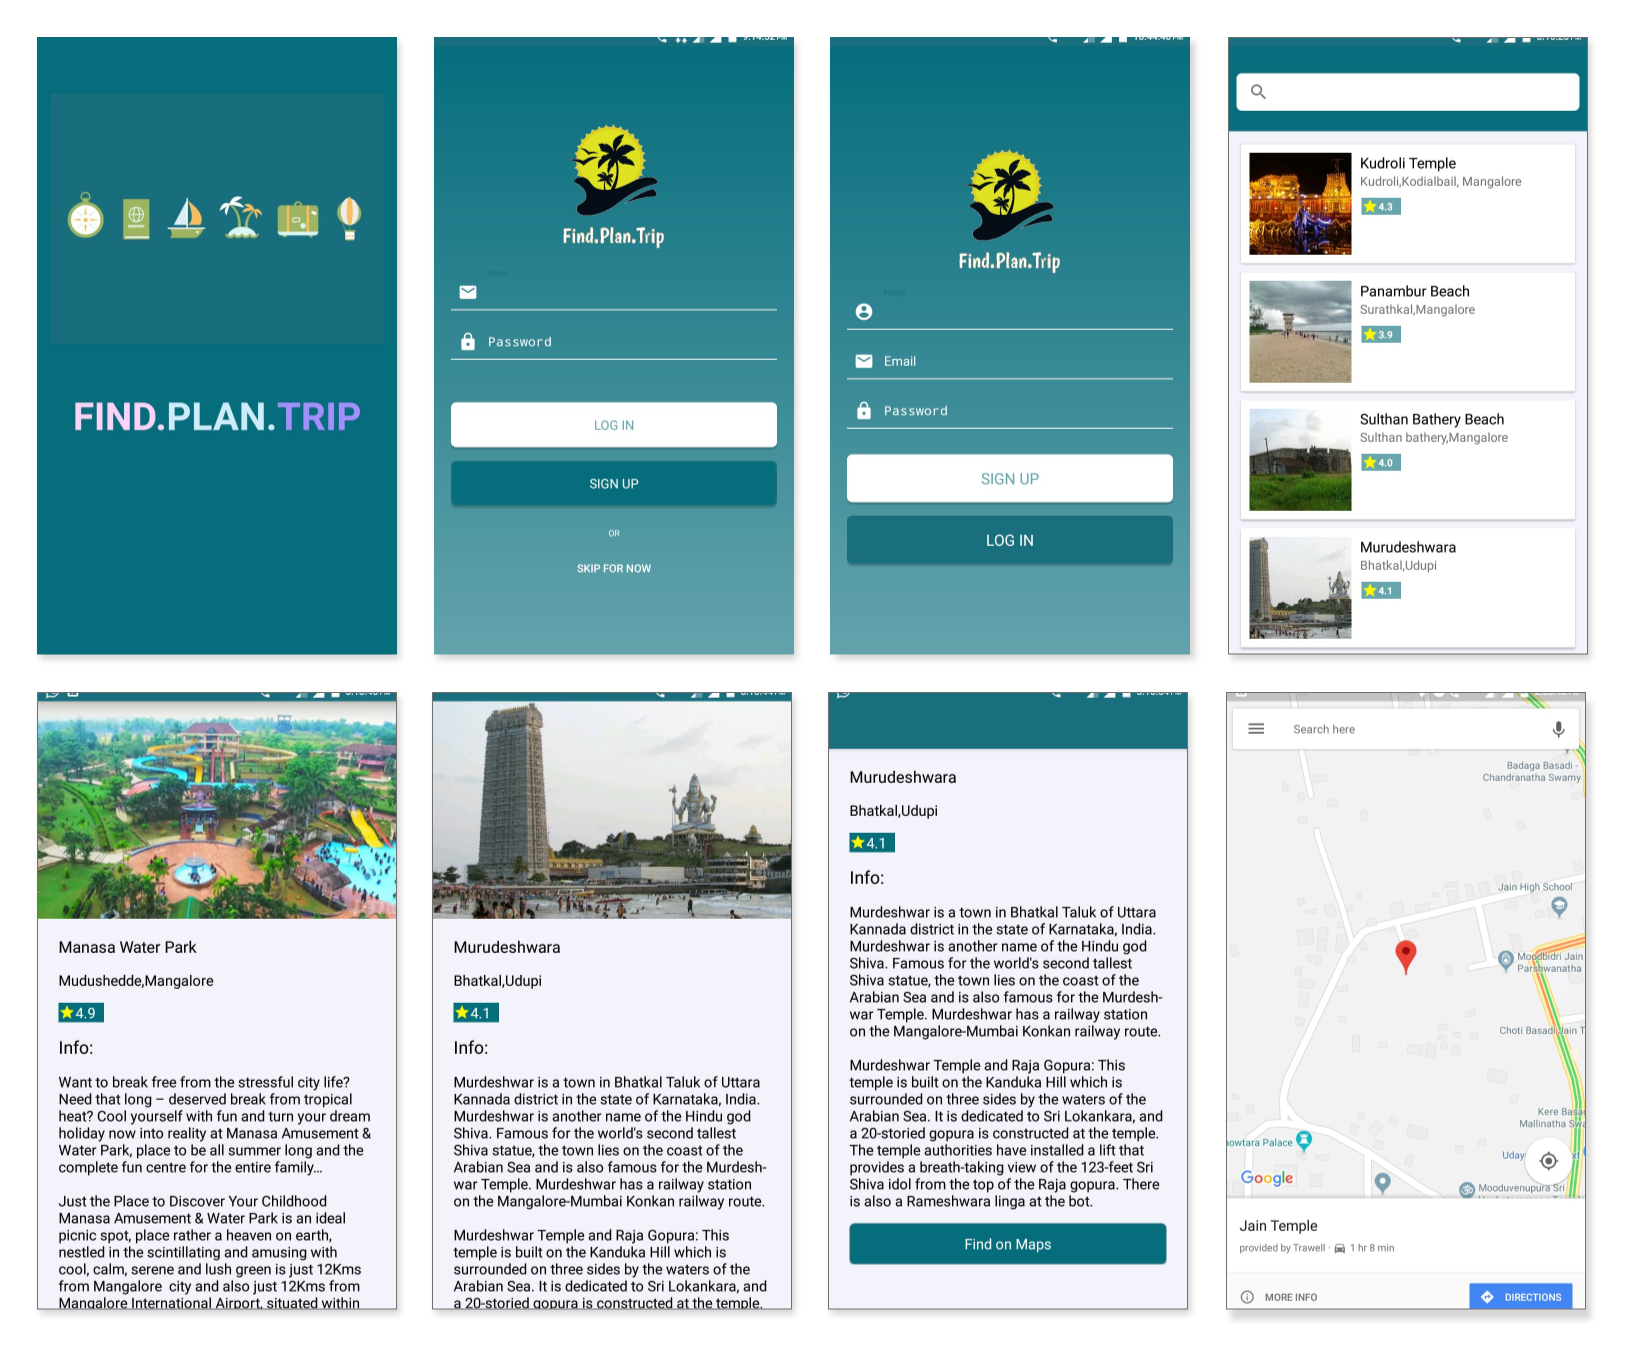 FIND.PLAN.TRIP
Find.Plan.Trip
Email
Password
LOG IN
SIGN UP
OR
SKIP FOR NOW
Find.Plan.Trip
Name
Email
Password
SIGN UP
LOG IN
Kudroli Temple
Kudroli,Kodialbail, Mangalore
4.3
Panambur Beach
Surathkal,Mangalore
3.9
Sulthan Bathery Beach
Sulthan bathery,Mangalore
4.0
Murudeshwara
Bhatkal,Udupi
4.1
Manasa Water Park
Mudushedde,Mangalore
4.9
Info:
Want to break free from the stressful city life?
Need that long – deserved break from tropical
heat? Cool yourself with fun and turn your dream
holiday now into reality at Manasa Amusement &
Water Park, place to be all summer long and the
complete fun centre for the entire family...
Just the Place to Discover Your Childhood
Manasa Amusement & Water Park is an ideal
picnic spot, place rather a heaven on earth,
nestled in the scintillating and amusing with
cool, calm, serene and lush green is just 12Kms
from Mangalore city and also just 12Kms from
Mangalore International Airport, situated within
Murudeshwara
Bhatkal,Udupi
4.1
Info:
Murdeshwar is a town in Bhatkal Taluk of Uttara
Kannada district in the state of Karnataka, India.
Murdeshwar is another name of the Hindu god
Shiva. Famous for the world's second tallest
Shiva statue, the town lies on the coast of the
Arabian Sea and is also famous for the Murdesh-
war Temple. Murdeshwar has a railway station
on the Mangalore-Mumbai Konkan railway route.
Murdeshwar Temple and Raja Gopura: This
temple is built on the Kanduka Hill which is
surrounded on three sides by the waters of the
Arabian Sea. It is dedicated to Sri Lokankara, and
a 20-storied gopura is constructed at the temple.
Murudeshwara
Bhatkal,Udupi
4.1
Info:
Murdeshwar is a town in Bhatkal Taluk of Uttara
Kannada district in the state of Karnataka, India.
Murdeshwar is another name of the Hindu god
Shiva. Famous for the world's second tallest
Shiva statue, the town lies on the coast of the
Arabian Sea and is also famous for the Murdesh-
war Temple. Murdeshwar has a railway station
on the Mangalore-Mumbai Konkan railway route.
Murdeshwar Temple and Raja Gopura: This
temple is built on the Kanduka Hill which is
surrounded on three sides by the waters of the
Arabian Sea. It is dedicated to Sri Lokankara, and
a 20-storied gopura is constructed at the temple.
The temple authorities have installed a lift that
provides a breath-taking view of the 123-feet Sri
Shiva idol from the top of the Raja gopura. There
is also a Rameshwara linga at the bot.
Find on Maps
Search here
Badaga Basadi -
Chandranatha Swamy
Jain High School
Moodbidri Jain
Parshwanatha
Choti Basadi Jain T
Kere Basa
Mallinatha Swa
owtara Palace
Uday
Google
Mooduvenupura Sri
Jain Temple
provided by Trawell · 1 hr 8 min
MORE INFO
DIRECTIONS